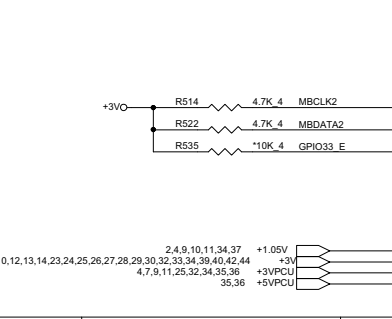 R514 4.7K_4 MBCLK2
+3V
R522 4.7K_4 MBDATA2
R535 *10K_4 GPIO33_E
2,4,9,10,11,34,37 +1.05V
0,12,13,14,23,24,25,26,27,28,29,30,32,33,34,39,40,42,44 +3V
4,7,9,11,25,32,34,35,36 +3VPCU
35,36 +5VPCU